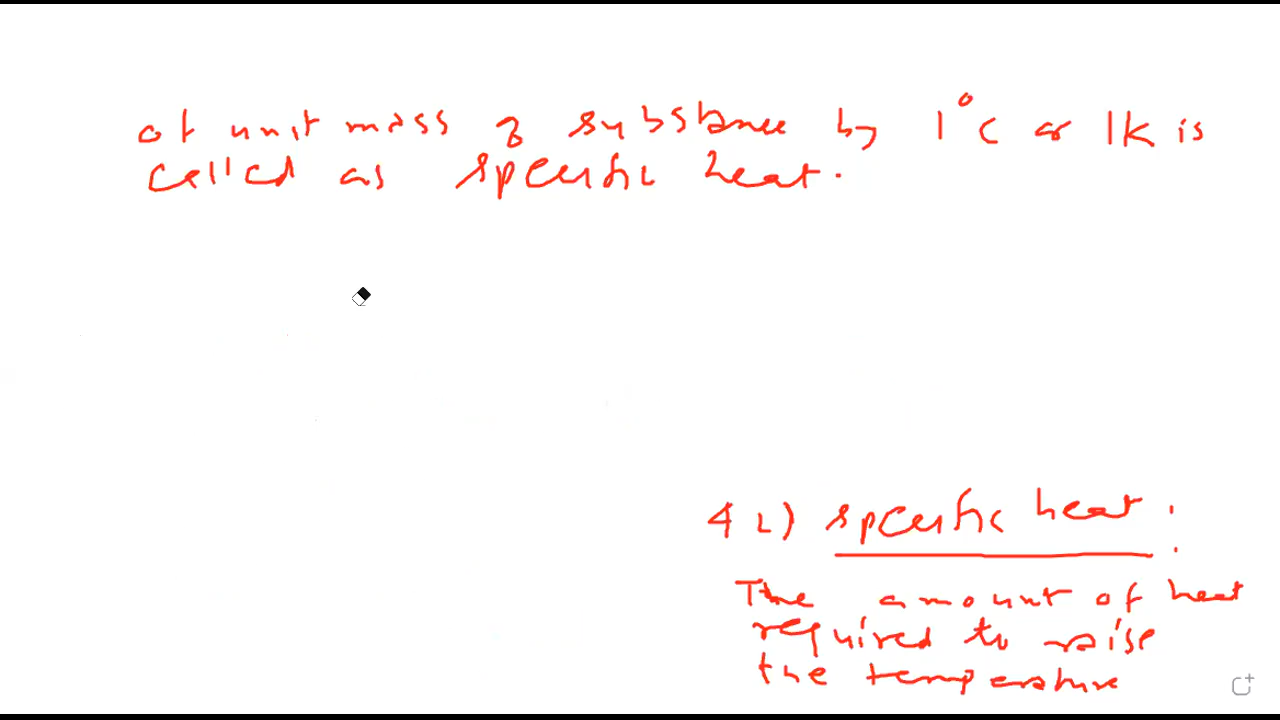 of unit mass of substance by 1°C or 1K is
called as specific heat.
42) specific heat :
The amount of heat
required to raise
the temperature